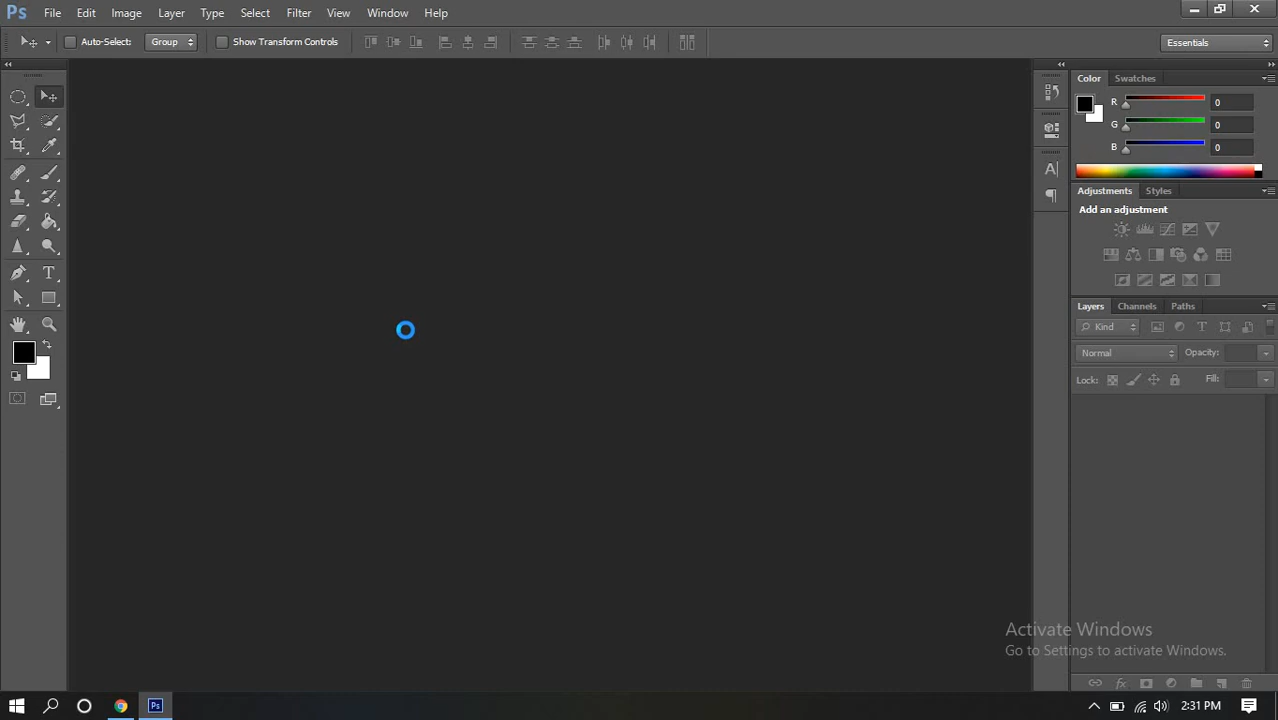 Ps File Edit Image Layer Type Select Filter View Window Help
Auto-Select: Group Show Transform Controls Essentials
Color Swatches
R 0
G 0
B 0
Adjustments Styles
Add an adjustment
Layers Channels Paths
Kind
Normal Opacity:
Lock: Fill:
A
T
Activate Windows
Go to Settings to activate Windows.
fx
Ps 2:31 PM